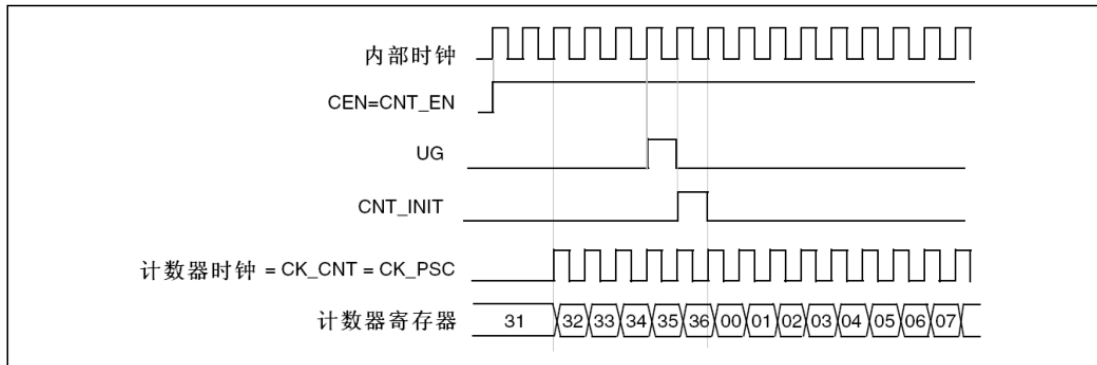 内部时钟
CEN=CNT_EN
UG
CNT_INIT
计数器时钟 = CK_CNT = CK_PSC
计数器寄存器 31 32 33 34 35 36 00 01 02 03 04 05 06 07